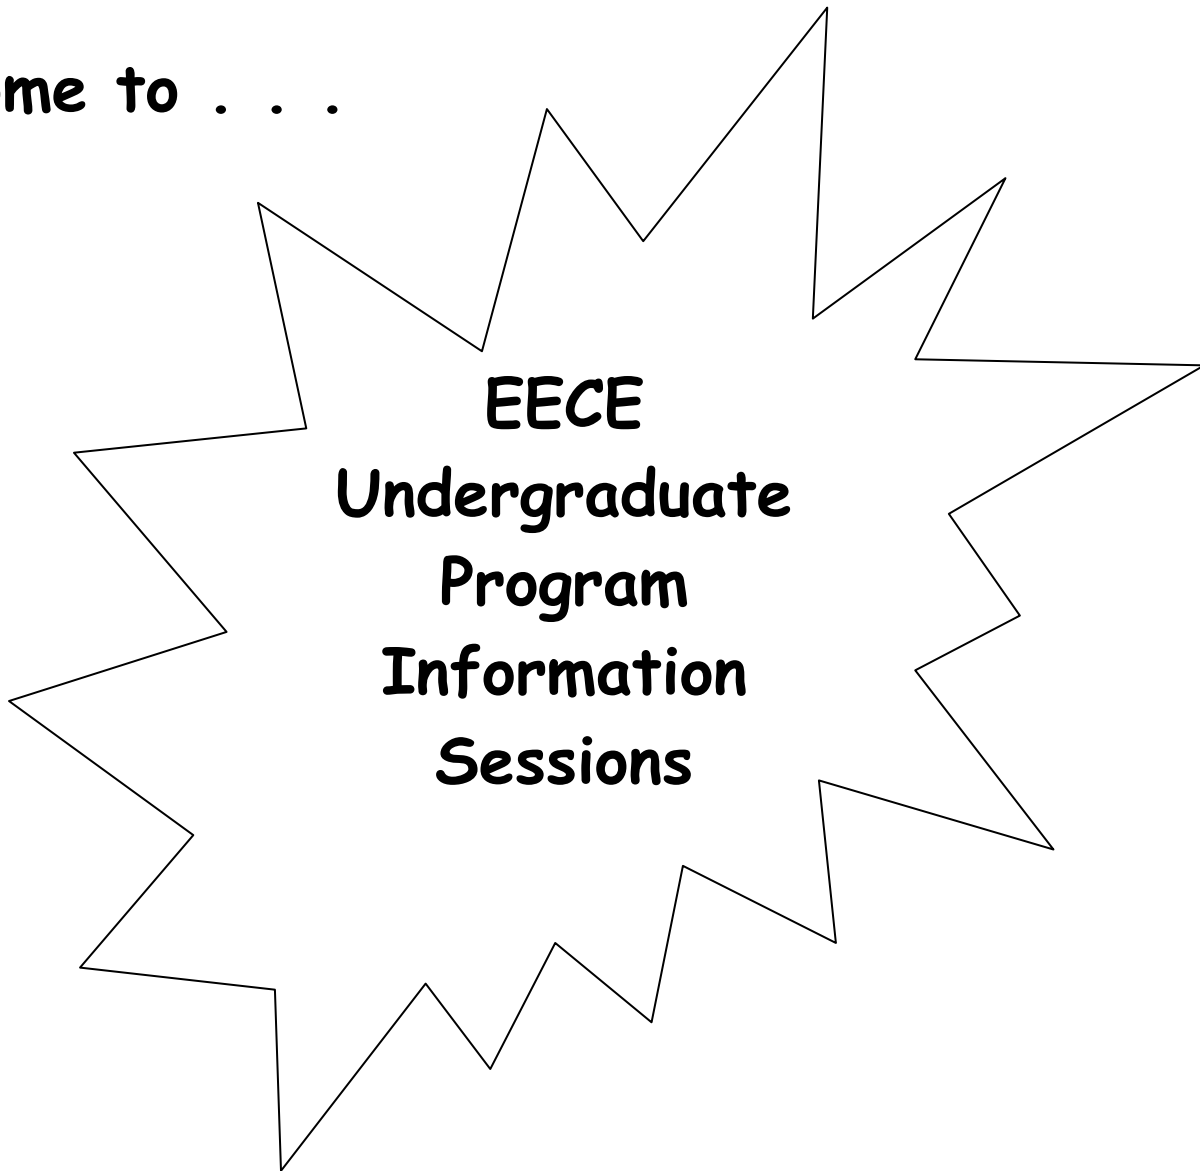 me to . . .
EECE
Undergraduate
Program
Information
Sessions